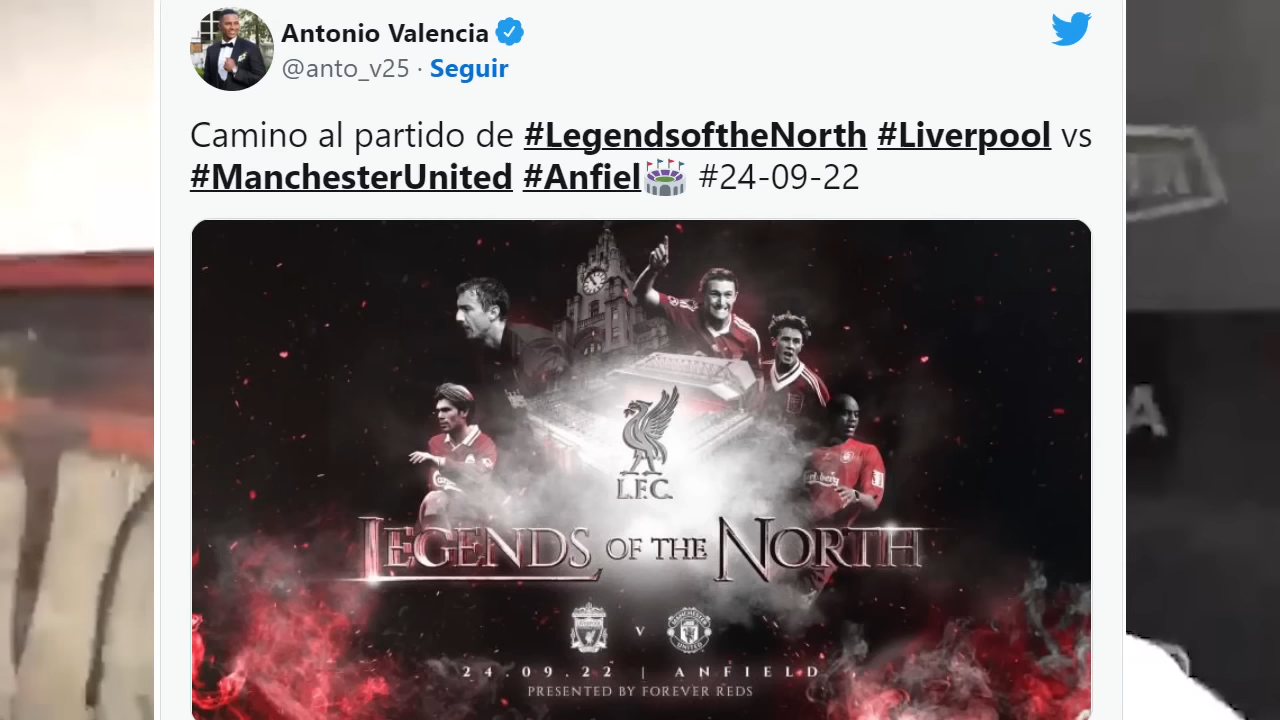 Antonio Valencia
@anto_v25 · Seguir
Camino al partido de #LegendsoftheNorth #Liverpool vs
#ManchesterUnited #Anfiel🏟 #24-09-22
L.F.C.
LEGENDS OF THE NORTH
V
24.09.22 | ANFIELD
PRESENTED BY FOREVER REDS
A